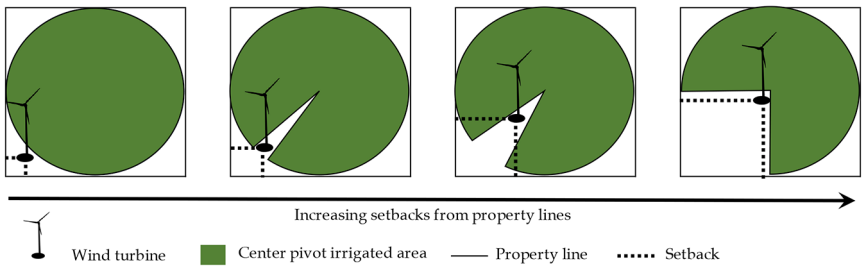 Increasing setbacks from property lines
Wind turbine
Center pivot irrigated area
Property line
Setback